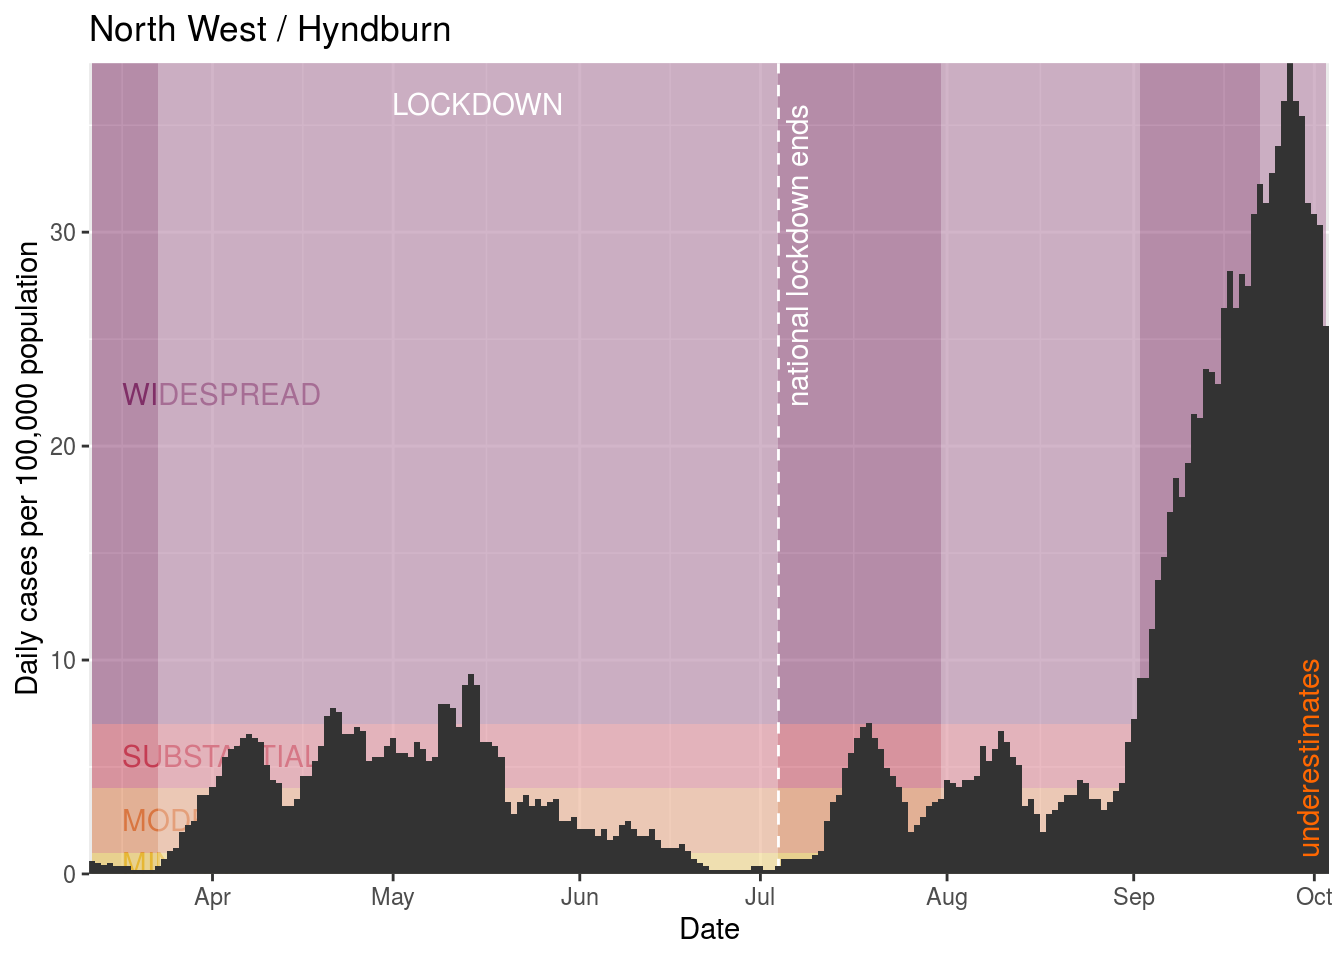 North West / Hyndburn
LOCKDOWN
national lockdown ends
WIDESPREAD
SUBSTANTIAL
underestimates
Daily cases per 100,000 population
30
20
10
0
Apr
May
Jun
Jul
Aug
Sep
Oct
Date